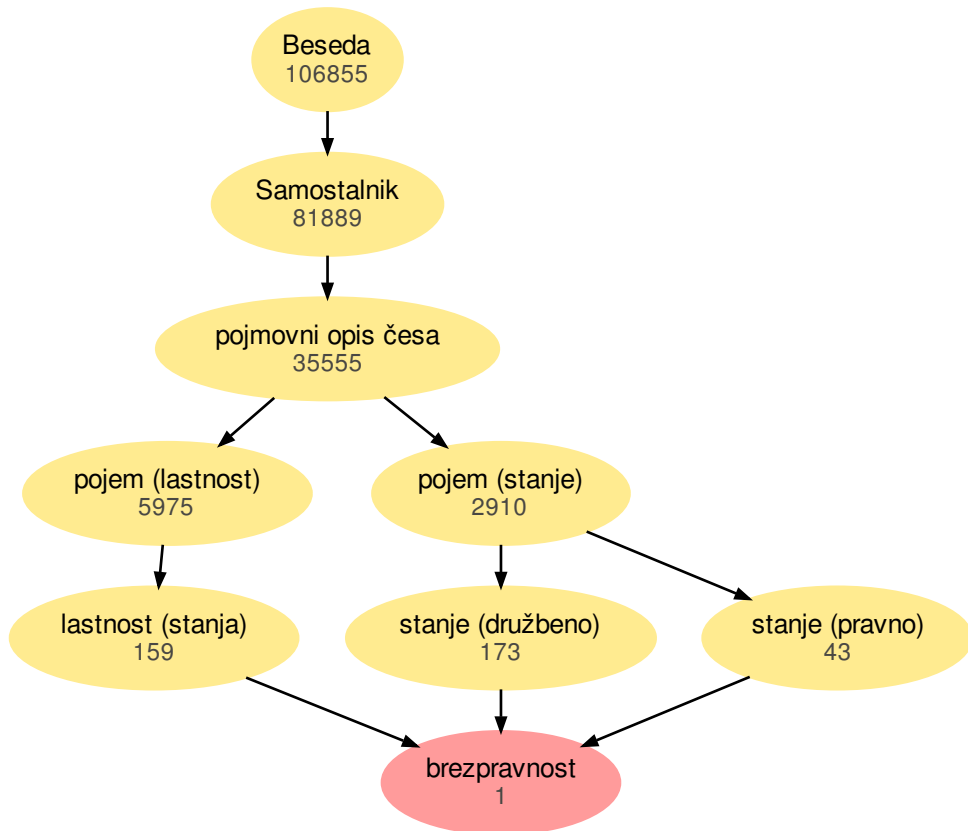 Beseda
106855
Samostalnik
81889
pojmovni opis česa
35555
pojem (lastnost)
5975
pojem (stanje)
2910
lastnost (stanja)
159
stanje (družbeno)
173
stanje (pravno)
43
brezpravnost
1